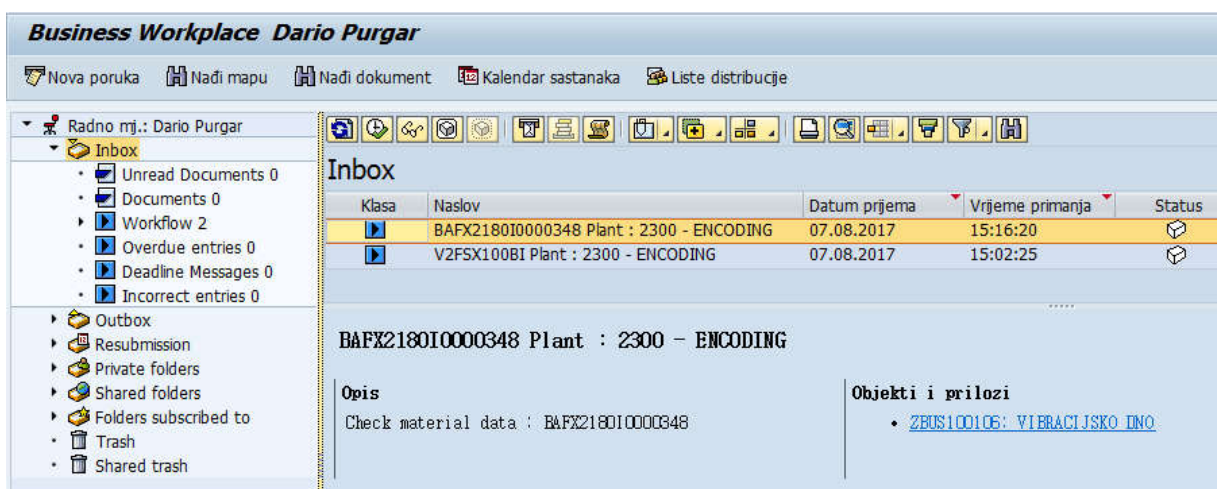 Business Workplace Dario Purgar
Nova poruka Nađi mapu Nađi dokument Kalendar sastanaka Liste distribucije
Radno mj.: Dario Purgar
Inbox
Unread Documents 0
Documents 0
Workflow 2
Overdue entries 0
Deadline Messages 0
Incorrect entries 0
Outbox
Resubmission
Private folders
Shared folders
Folders subscribed to
Trash
Shared trash
Inbox
Klasa Naslov Datum prijema Vrijeme primanja Status
BAFX2180I0000348 Plant : 2300 - ENCODING 07.08.2017 15:16:20
V2FSX100BI Plant : 2300 - ENCODING 07.08.2017 15:02:25
BAFX2180I0000348 Plant : 2300 - ENCODING
Opis
Check material data : BAFX2180I0000348
Objekti i prilozi
ZBUS100106: VIBRACIJSKO DNO